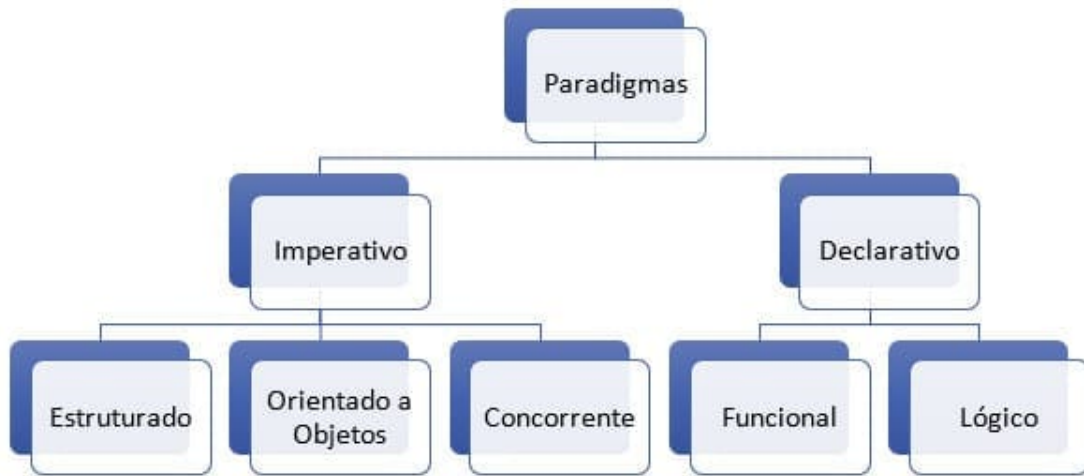 Paradigmas
Imperativo
Declarativo
Estruturado
Orientado a
Objetos
Concorrente
Funcional
Lógico